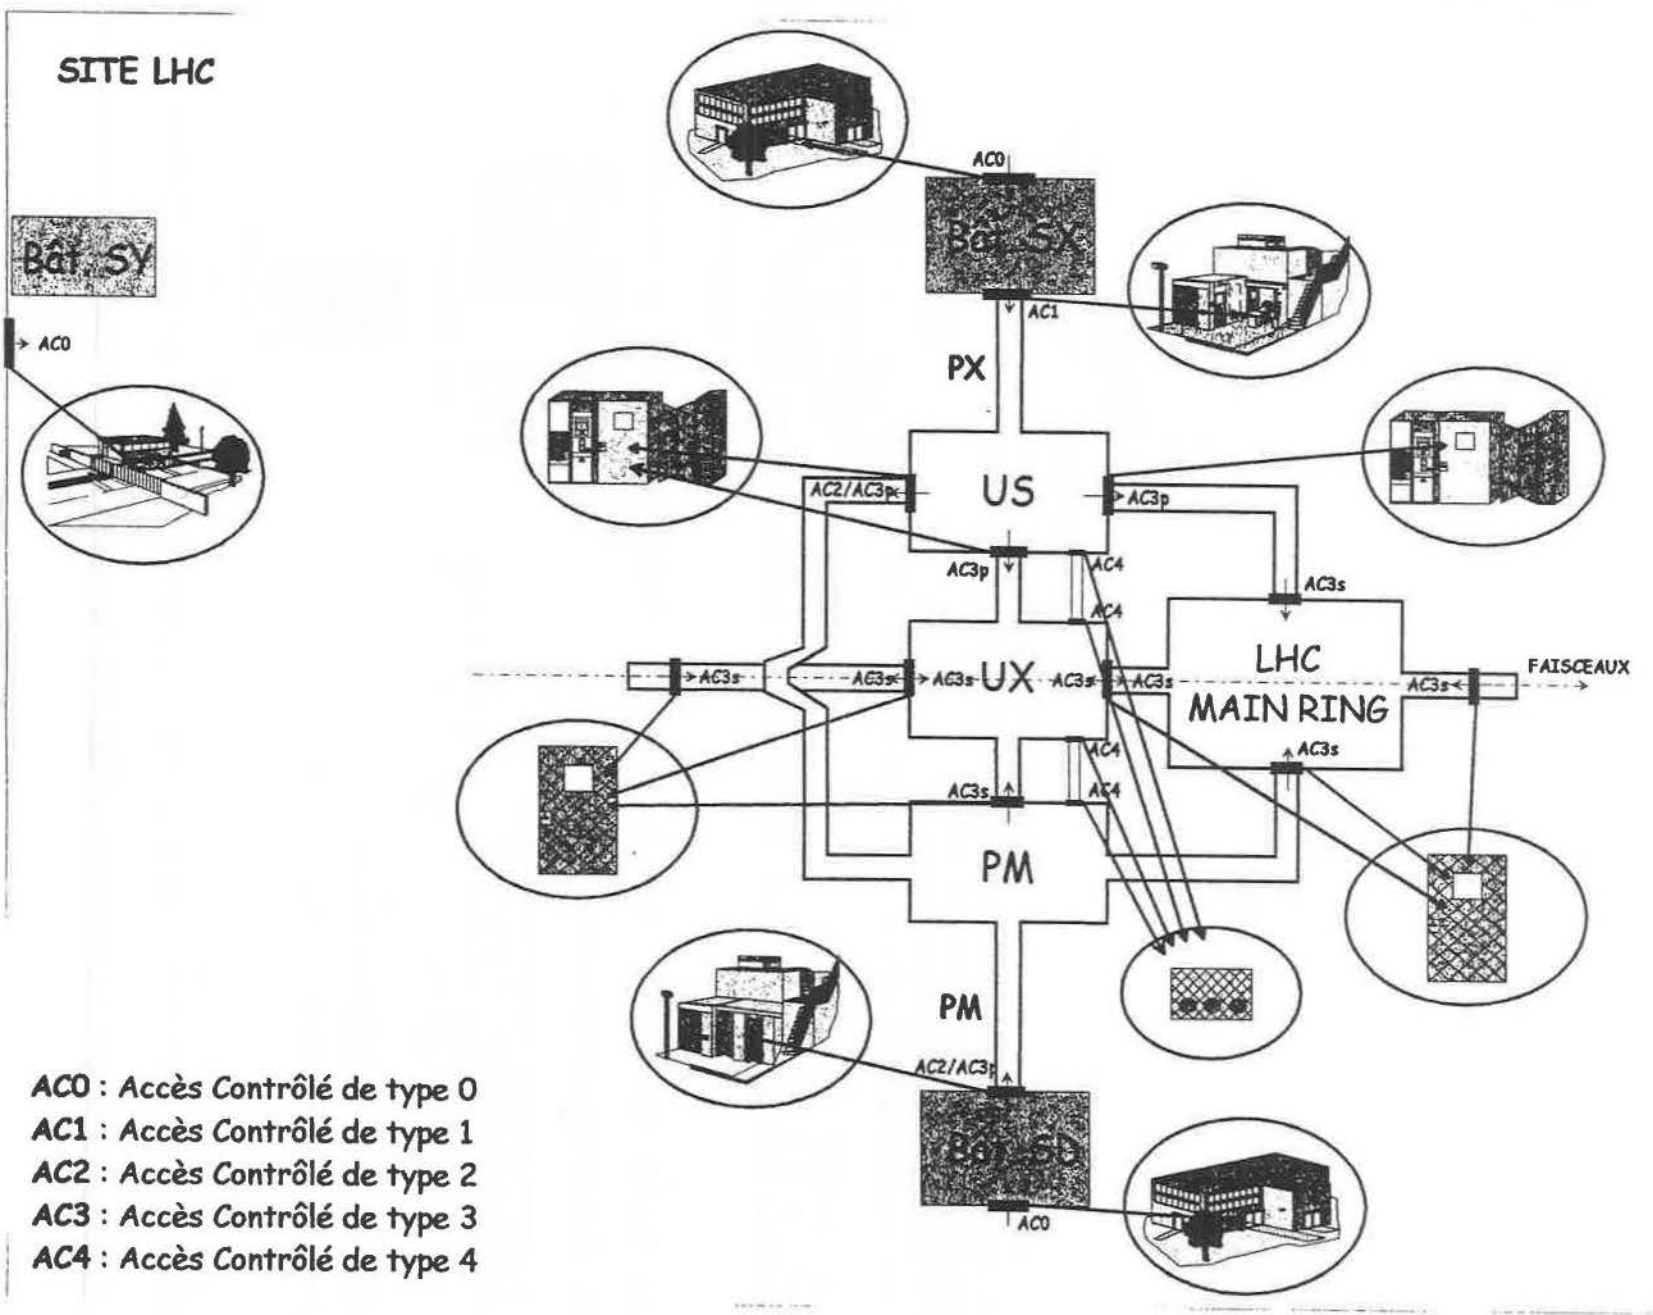 SITE LHC
AC0
Bât. SX
Bât. SY
AC1
AC0
PX
US
AC2/AC3p
AC3p
AC3p
AC4
AC3s
AC4
LHC
MAIN RING
FAISCEAUX
UX
AC3s
AC3s
AC3s
AC3s
AC3s
AC3s
AC4
AC3s
AC3s
AC4
PM
PM
AC2/AC3p
Bât. SD
AC0
AC0 : Accès Contrôlé de type 0
AC1 : Accès Contrôlé de type 1
AC2 : Accès Contrôlé de type 2
AC3 : Accès Contrôlé de type 3
AC4 : Accès Contrôlé de type 4